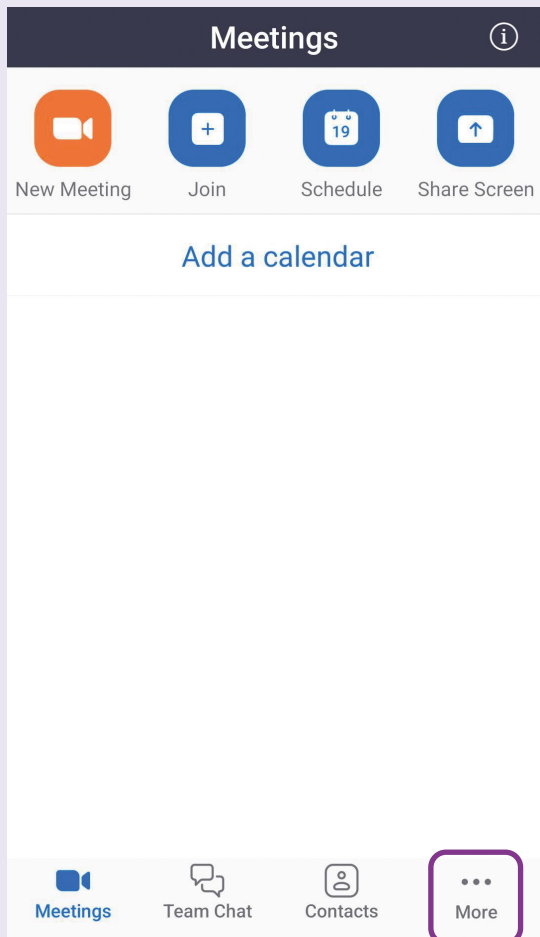 Meetings
New Meeting Join Schedule Share Screen
19
Add a calendar
Meetings Team Chat Contacts More